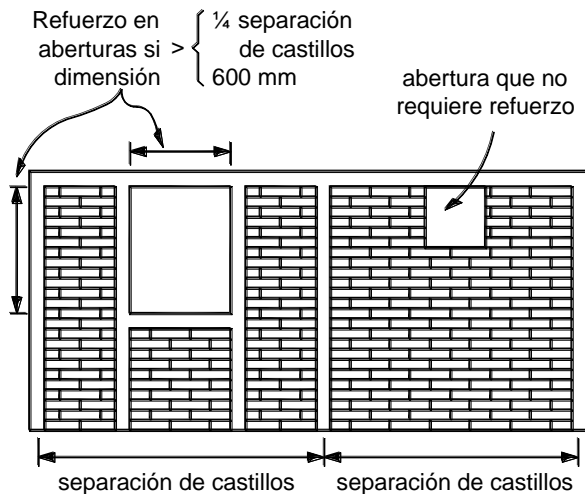 Refuerzo en
aberturas si
dimensión
>
¼ separación
de castillos
600 mm
abertura que no
requiere refuerzo
separación de castillos
separación de castillos